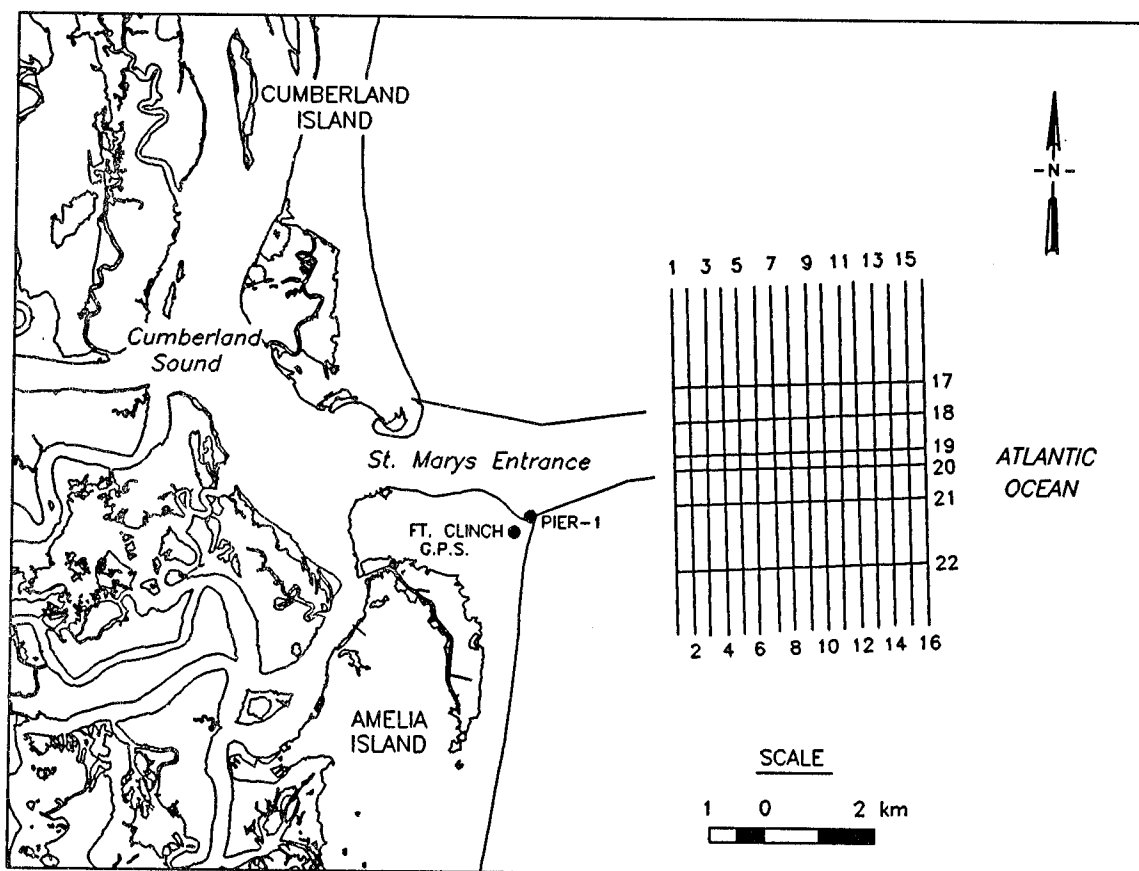 CUMBERLAND
ISLAND
-N-
1 3 5 7 9 11 13 15
Cumberland
Sound
17
18
19
20
21
22
ATLANTIC
OCEAN
St. Marys Entrance
PIER-1
FT. CLINCH
G.P.S.
2 4 6 8 10 12 14 16
AMELIA
ISLAND
SCALE
1 0 2 km